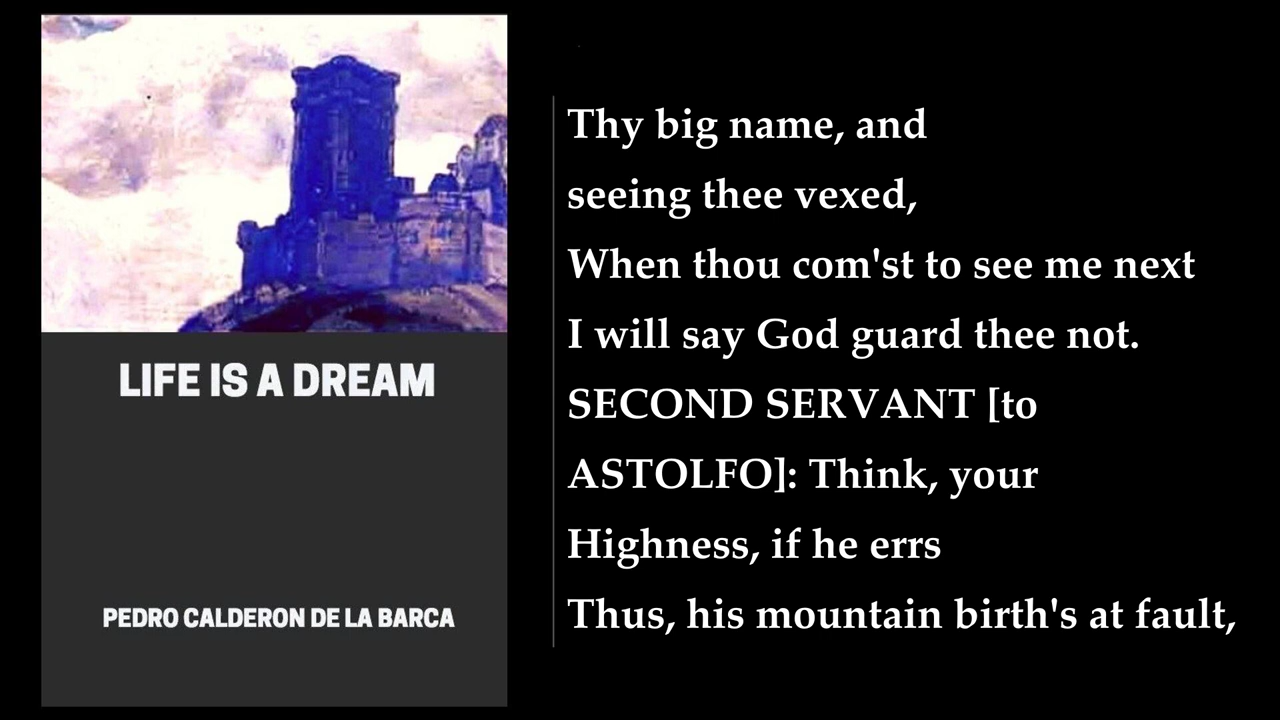 LIFE IS A DREAM
PEDRO CALDERON DE LA BARCA
Thy big name, and
seeing thee vexed,
When thou com'st to see me next
I will say God guard thee not.
SECOND SERVANT [to
ASTOLFO]: Think, your
Highness, if he errs
Thus, his mountain birth's at fault,